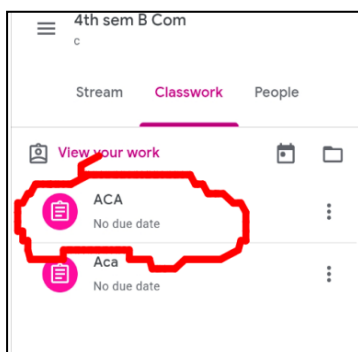 4th sem B Com
c
Stream Classwork People
View your work
ACA
No due date
Aca
No due date